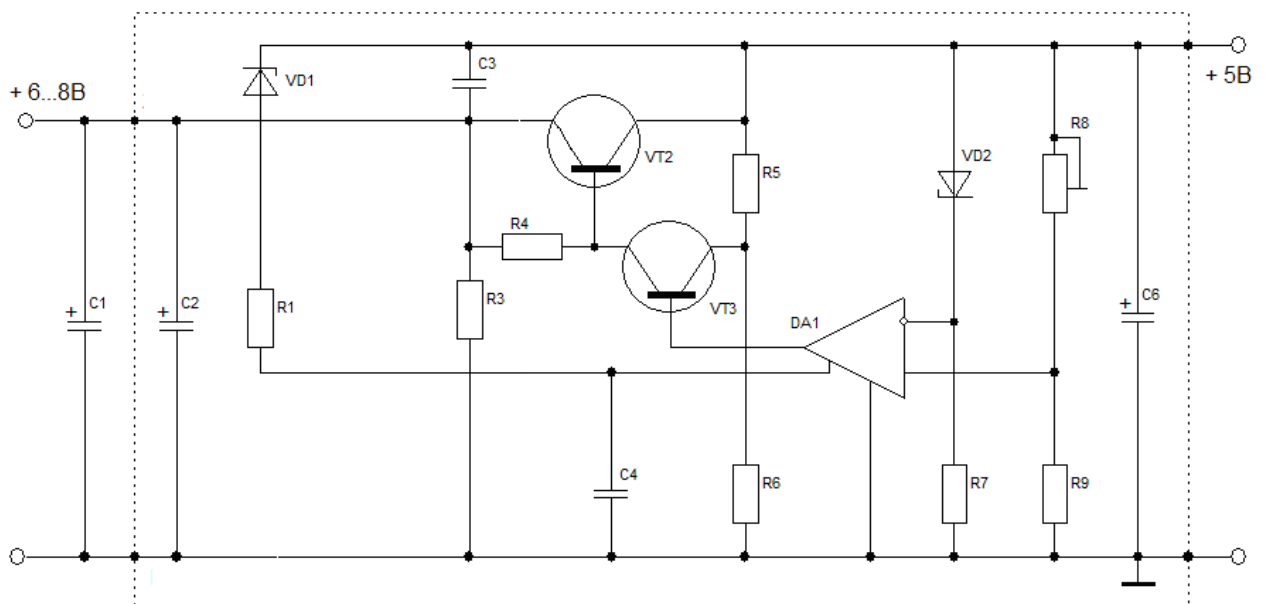 C3
VD1
+ 6...8В
+ 5В
R8
VT2
VD2
R5
R4
C1
C2
R1
R3
VT3
DA1
C6
C4
R6
R7
R9
+
+
+